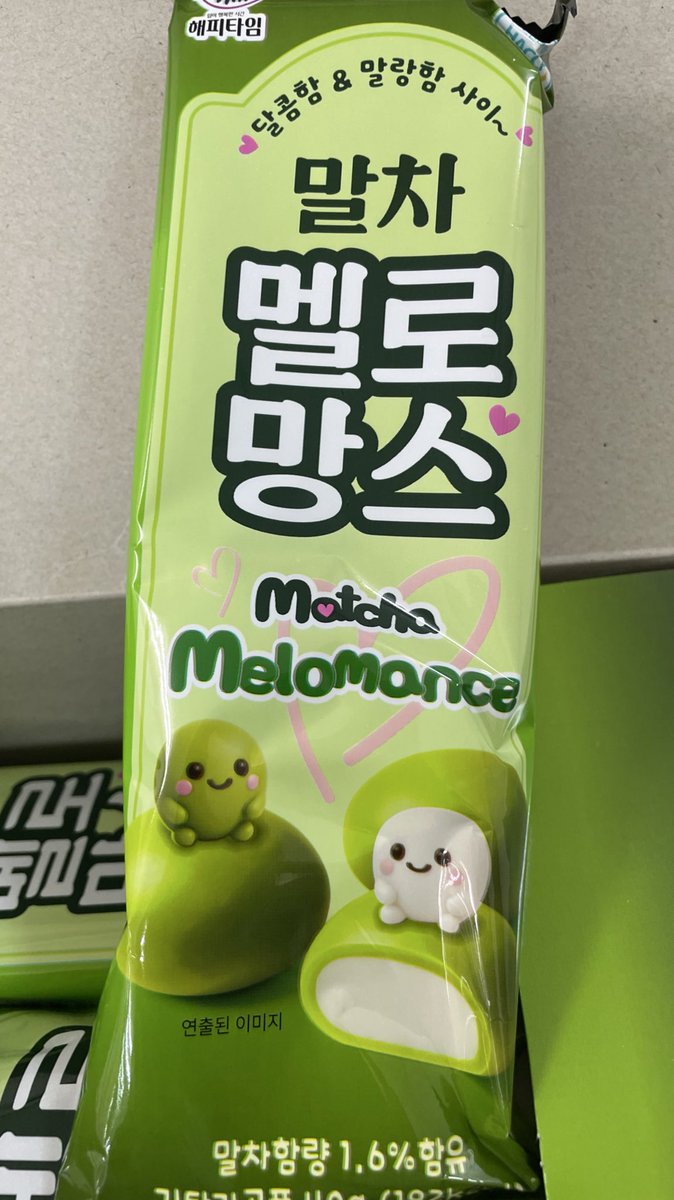 해피타임
달콤함 & 말랑함 사이~
말차
멜로
망스
Matcha
Melomance
연출된 이미지
말차함량 1.6%함유